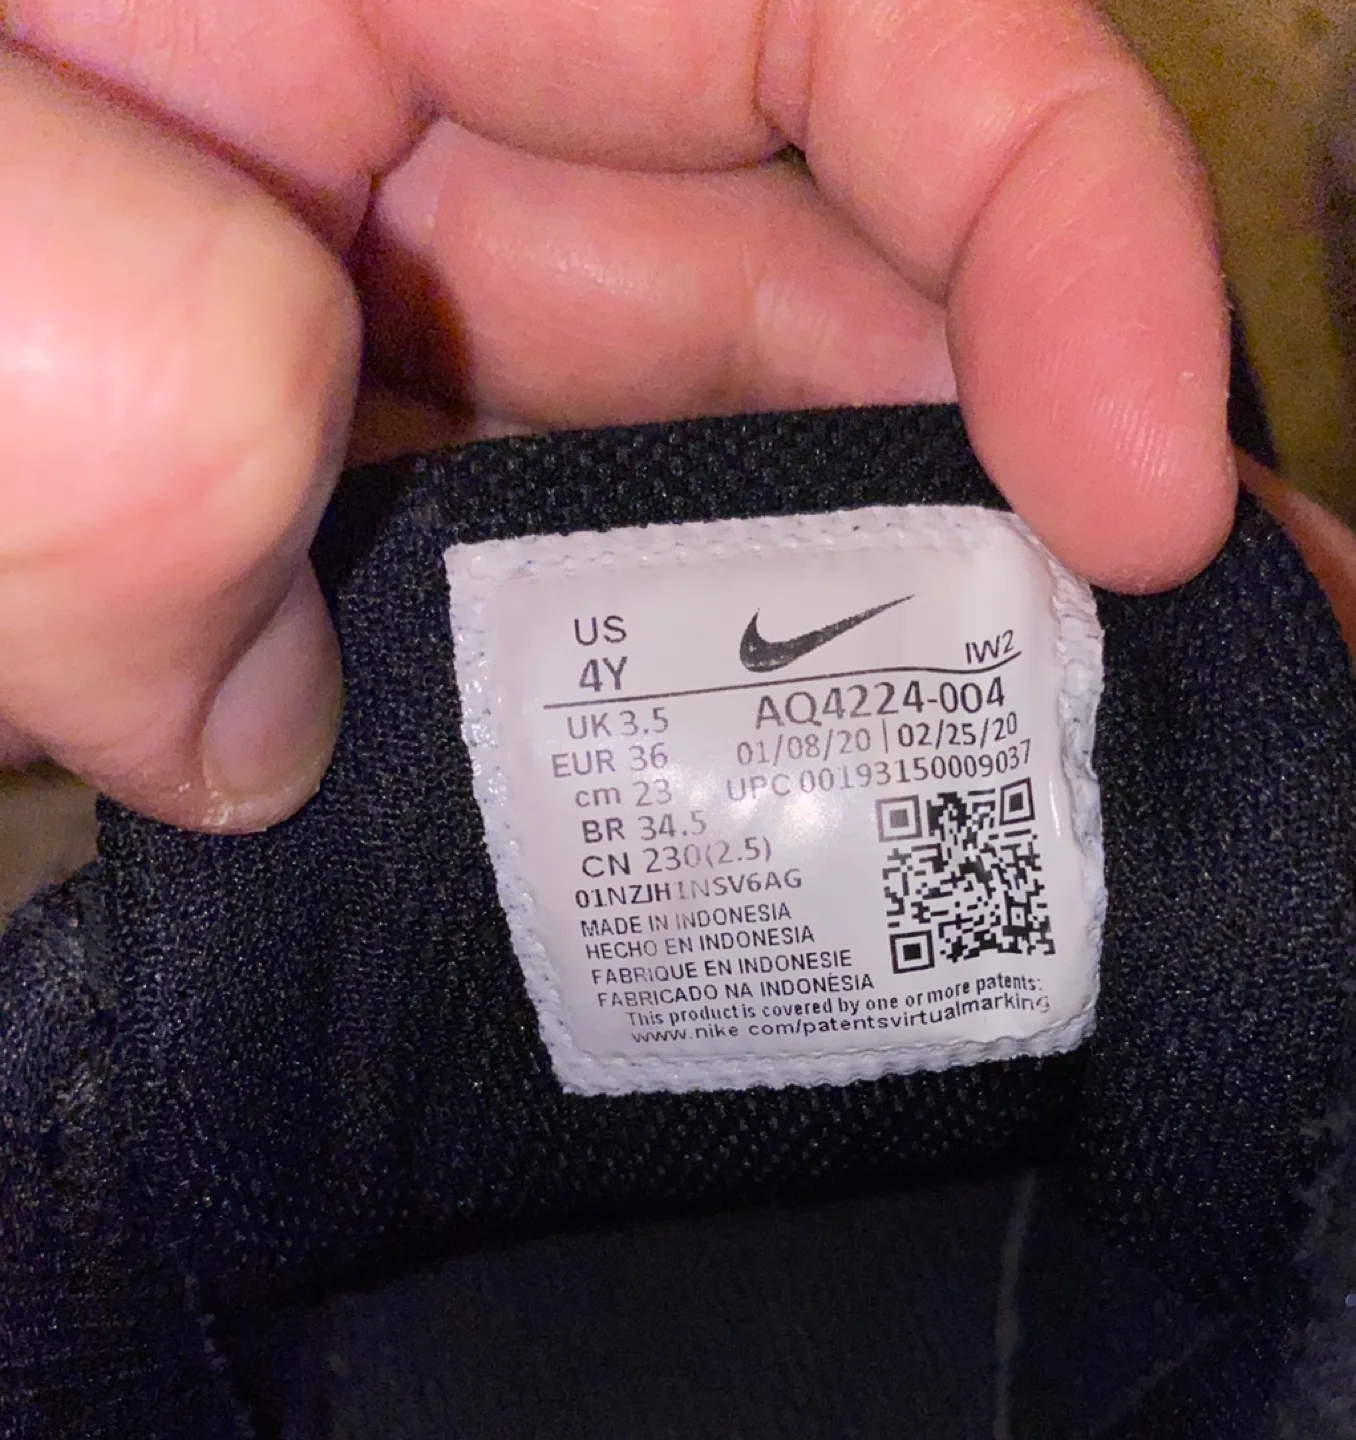 US
4Y
IW2
UK 3.5
EUR 36
cm 23
BR 34.5
CN 230(2.5)
AQ4224-004
01/08/20 | 02/25/20
UPC 00193150009037
01NZJH1NSV6AG
MADE IN INDONESIA
HECHO EN INDONESIA
FABRIQUE EN INDONESIE
FABRICADO NA INDONÉSIA
This product is covered by one or more patents:
www.nike com/patentsvirtualmarking